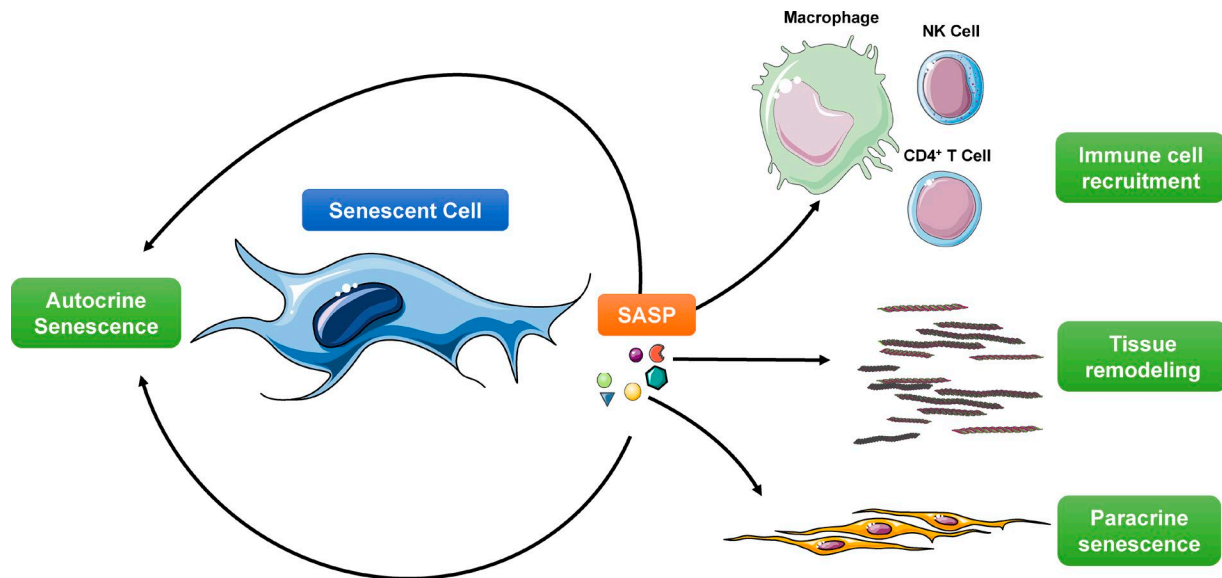 Macrophage
NK Cell
CD4⁺ T Cell
Immune cell
recruitment
Senescent Cell
Autocrine
Senescence
SASP
Tissue
remodeling
Paracrine
senescence